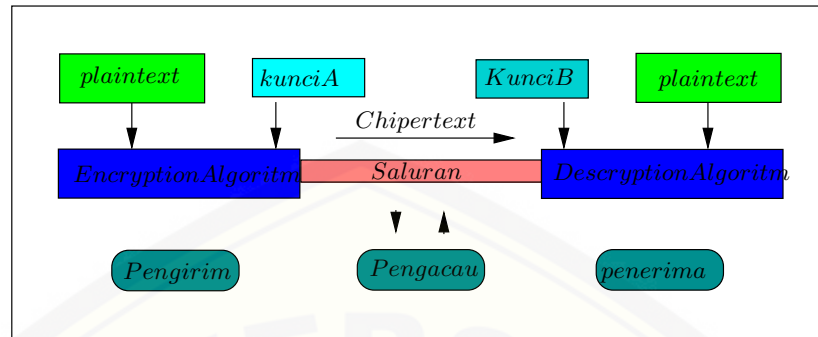 plaintext
kunciA
KunciB
plaintext
Chipertext
EncryptionAlgoritm
Saluran
DescryptionAlgoritm
Pengirim
Pengacau
penerima